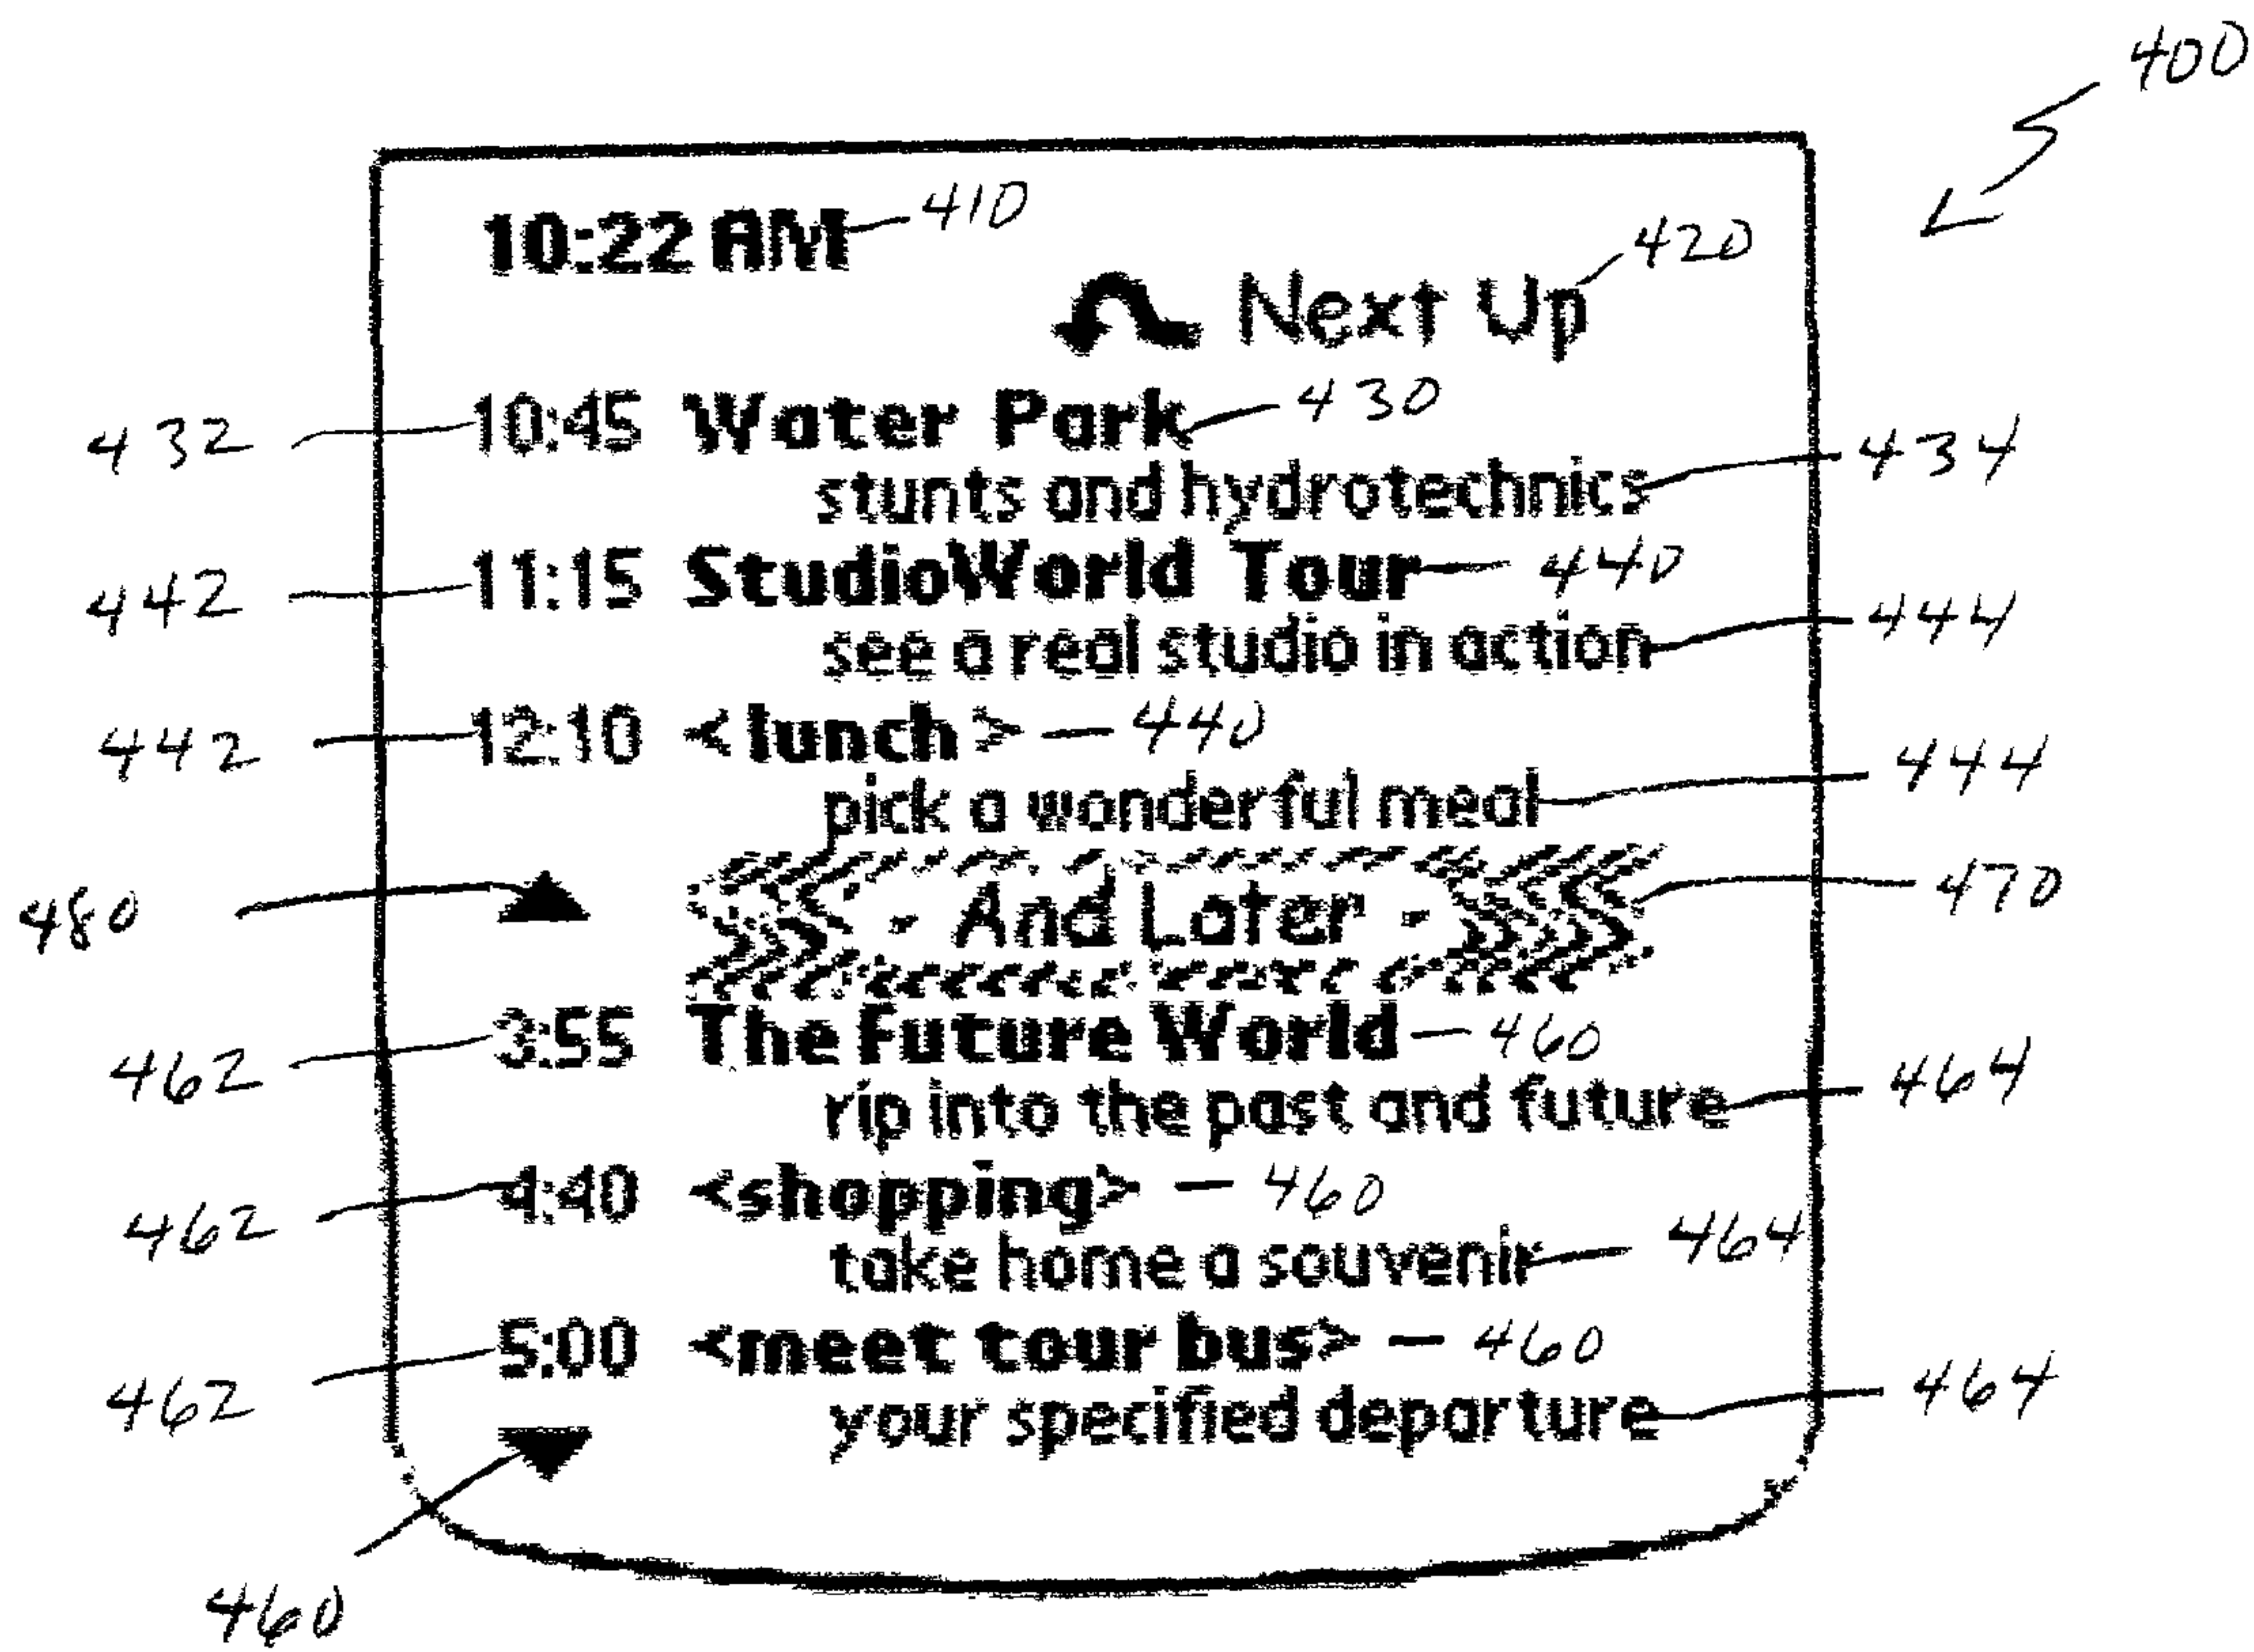 400
10:22 AM 410
Next Up 420
432 10:45 Water Park 430
stunts and hydrotechnics 434
442 11:15 StudioWorld Tour 440
see a real studio in action 444
442 12:10 <lunch> 440
pick a wonderful meal 444
480 - And Later - 470
462 3:55 The Future World 460
rip into the past and future 464
462 4:40 <shopping> 460
take home a souvenir 464
462 5:00 <meet tour bus> 460
your specified departure 464
460